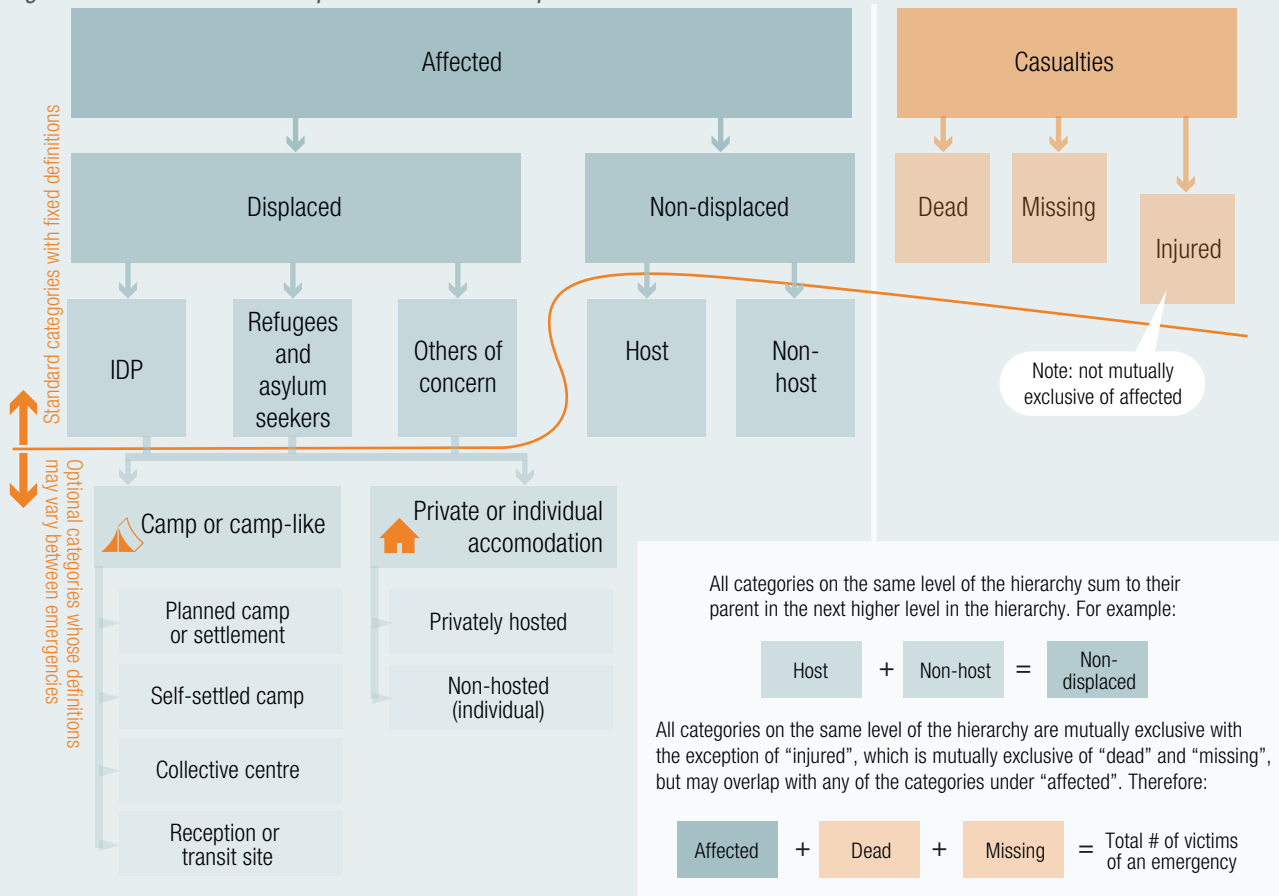 Affected
Casualties
Standard categories with fixed definitions
Displaced
Non-displaced
Dead
Missing
Injured
IDP
Refugees
and
asylum
seekers
Others of
concern
Host
Non-
host
Note: not mutually
exclusive of affected
Optional categories whose definitions
may vary between emergencies
Camp or camp-like
Planned camp
or settlement
Self-settled camp
Collective centre
Reception or
transit site
Private or individual
accomodation
Privately hosted
Non-hosted
(individual)
All categories on the same level of the hierarchy sum to their
parent in the next higher level in the hierarchy. For example:
Host + Non-host = Non-
displaced
All categories on the same level of the hierarchy are mutually exclusive with
the exception of “injured”, which is mutually exclusive of “dead” and “missing”,
but may overlap with any of the categories under “affected”. Therefore:
Affected + Dead + Missing = Total # of victims
of an emergency